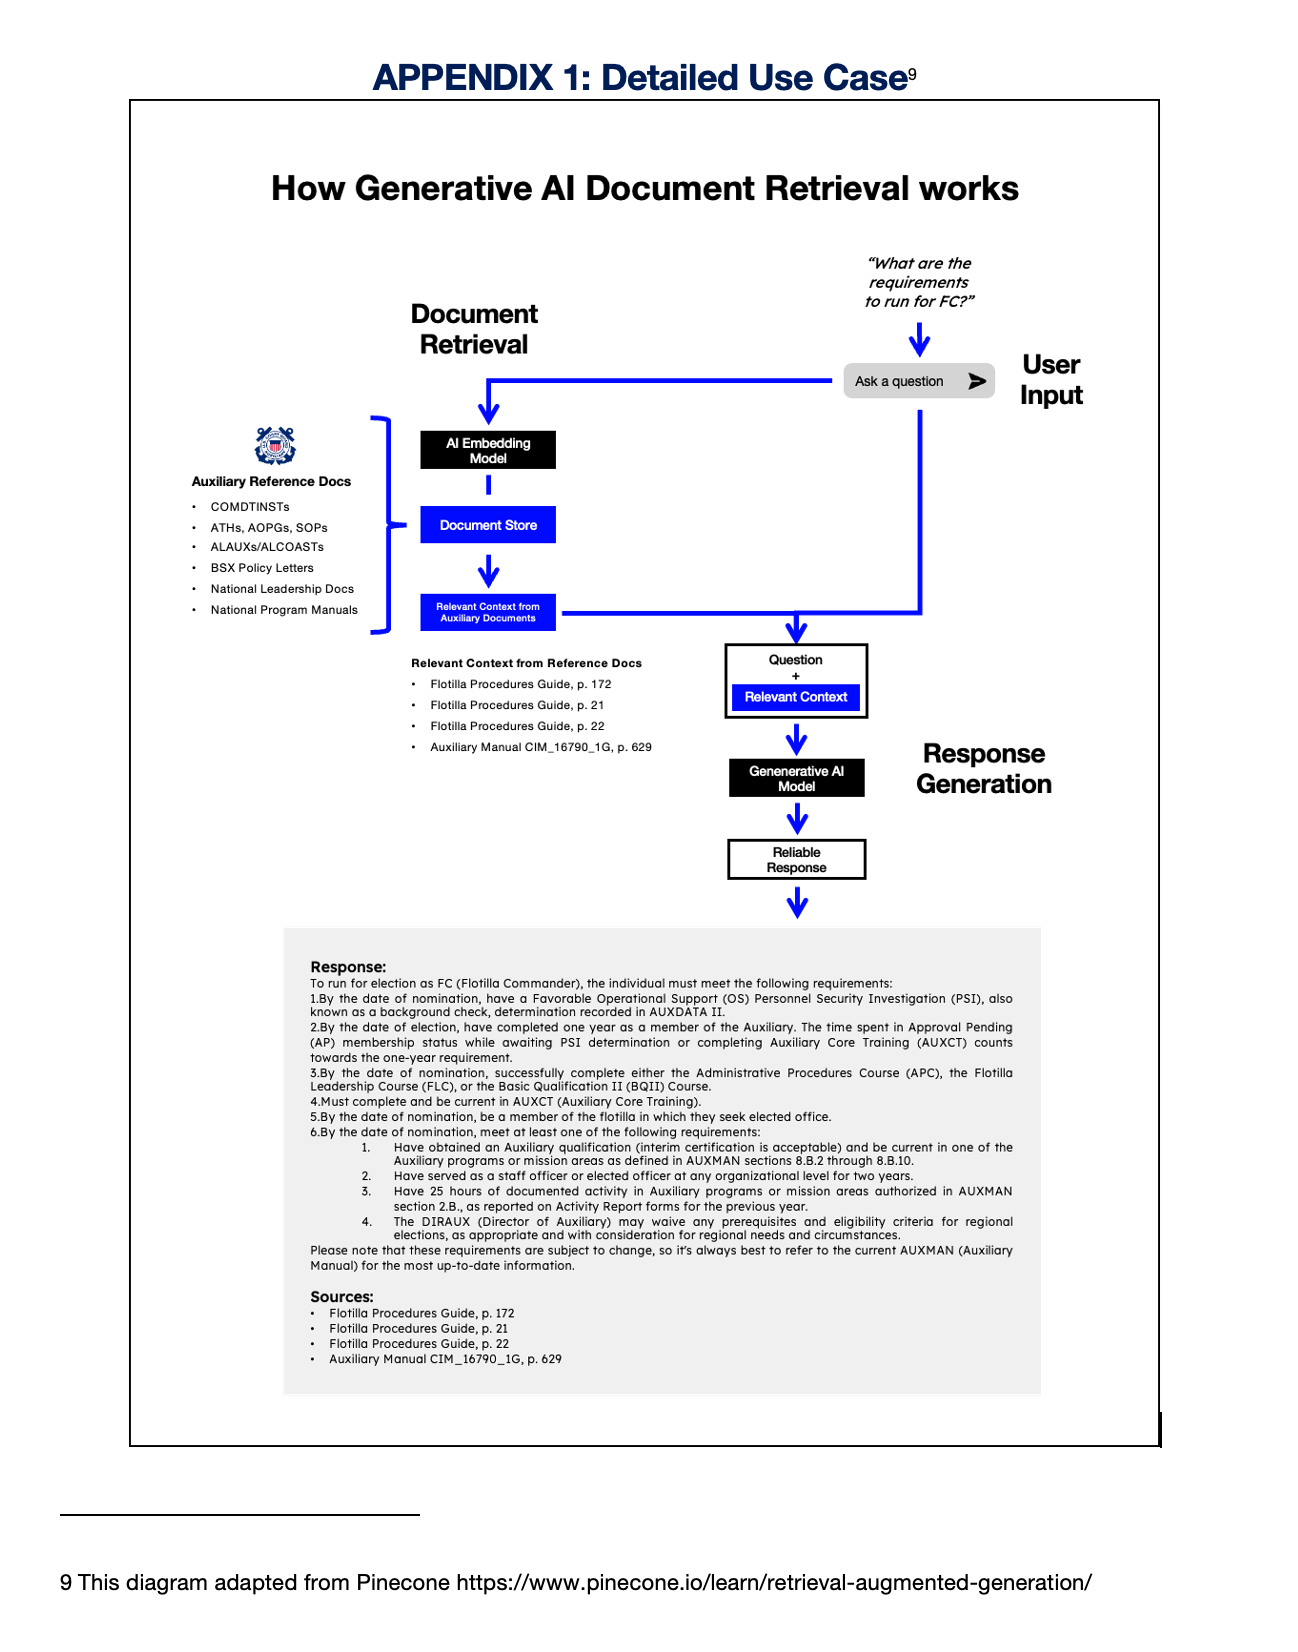 APPENDIX 1: Detailed Use Case9
How Generative AI Document Retrieval works
“What are the
requirements
to run for FC?”
Document
Retrieval
Ask a question
User
Input
AI Embedding
Model
Auxiliary Reference Docs
• COMDTINSTs
• ATHs, AOPGs, SOPs
• ALAUXs/ALCOASTs
• BSX Policy Letters
• National Leadership Docs
• National Program Manuals
Document Store
Relevant Context from
Auxiliary Documents
Relevant Context from Reference Docs
• Flotilla Procedures Guide, p. 172
• Flotilla Procedures Guide, p. 21
• Flotilla Procedures Guide, p. 22
• Auxiliary Manual CIM_16790_1G, p. 629
Question
+
Relevant Context
Genenerative AI
Model
Response
Generation
Reliable
Response
Response:
To run for election as FC (Flotilla Commander), the individual must meet the following requirements:
1.By the date of nomination, have a Favorable Operational Support (OS) Personnel Security Investigation (PSI), also
known as a background check, determination recorded in AUXDATA II.
2.By the date of election, have completed one year as a member of the Auxiliary. The time spent in Approval Pending
(AP) membership status while awaiting PSI determination or completing Auxiliary Core Training (AUXCT) counts
towards the one-year requirement.
3.By the date of nomination, successfully complete either the Administrative Procedures Course (APC), the Flotilla
Leadership Course (FLC), or the Basic Qualification II (BQII) Course.
4.Must complete and be current in AUXCT (Auxiliary Core Training).
5.By the date of nomination, be a member of the flotilla in which they seek elected office.
6.By the date of nomination, meet at least one of the following requirements:
1. Have obtained an Auxiliary qualification (interim certification is acceptable) and be current in one of the
Auxiliary programs or mission areas as defined in AUXMAN sections 8.B.2 through 8.B.10.
2. Have served as a staff officer or elected officer at any organizational level for two years.
3. Have 25 hours of documented activity in Auxiliary programs or mission areas authorized in AUXMAN
section 2.B., as reported on Activity Report forms for the previous year.
4. The DIRAUX (Director of Auxiliary) may waive any prerequisites and eligibility criteria for regional
elections, as appropriate and with consideration for regional needs and circumstances.
Please note that these requirements are subject to change, so it's always best to refer to the current AUXMAN (Auxiliary
Manual) for the most up-to-date information.
Sources:
• Flotilla Procedures Guide, p. 172
• Flotilla Procedures Guide, p. 21
• Flotilla Procedures Guide, p. 22
• Auxiliary Manual CIM_16790_1G, p. 629
9 This diagram adapted from Pinecone https://www.pinecone.io/learn/retrieval-augmented-generation/